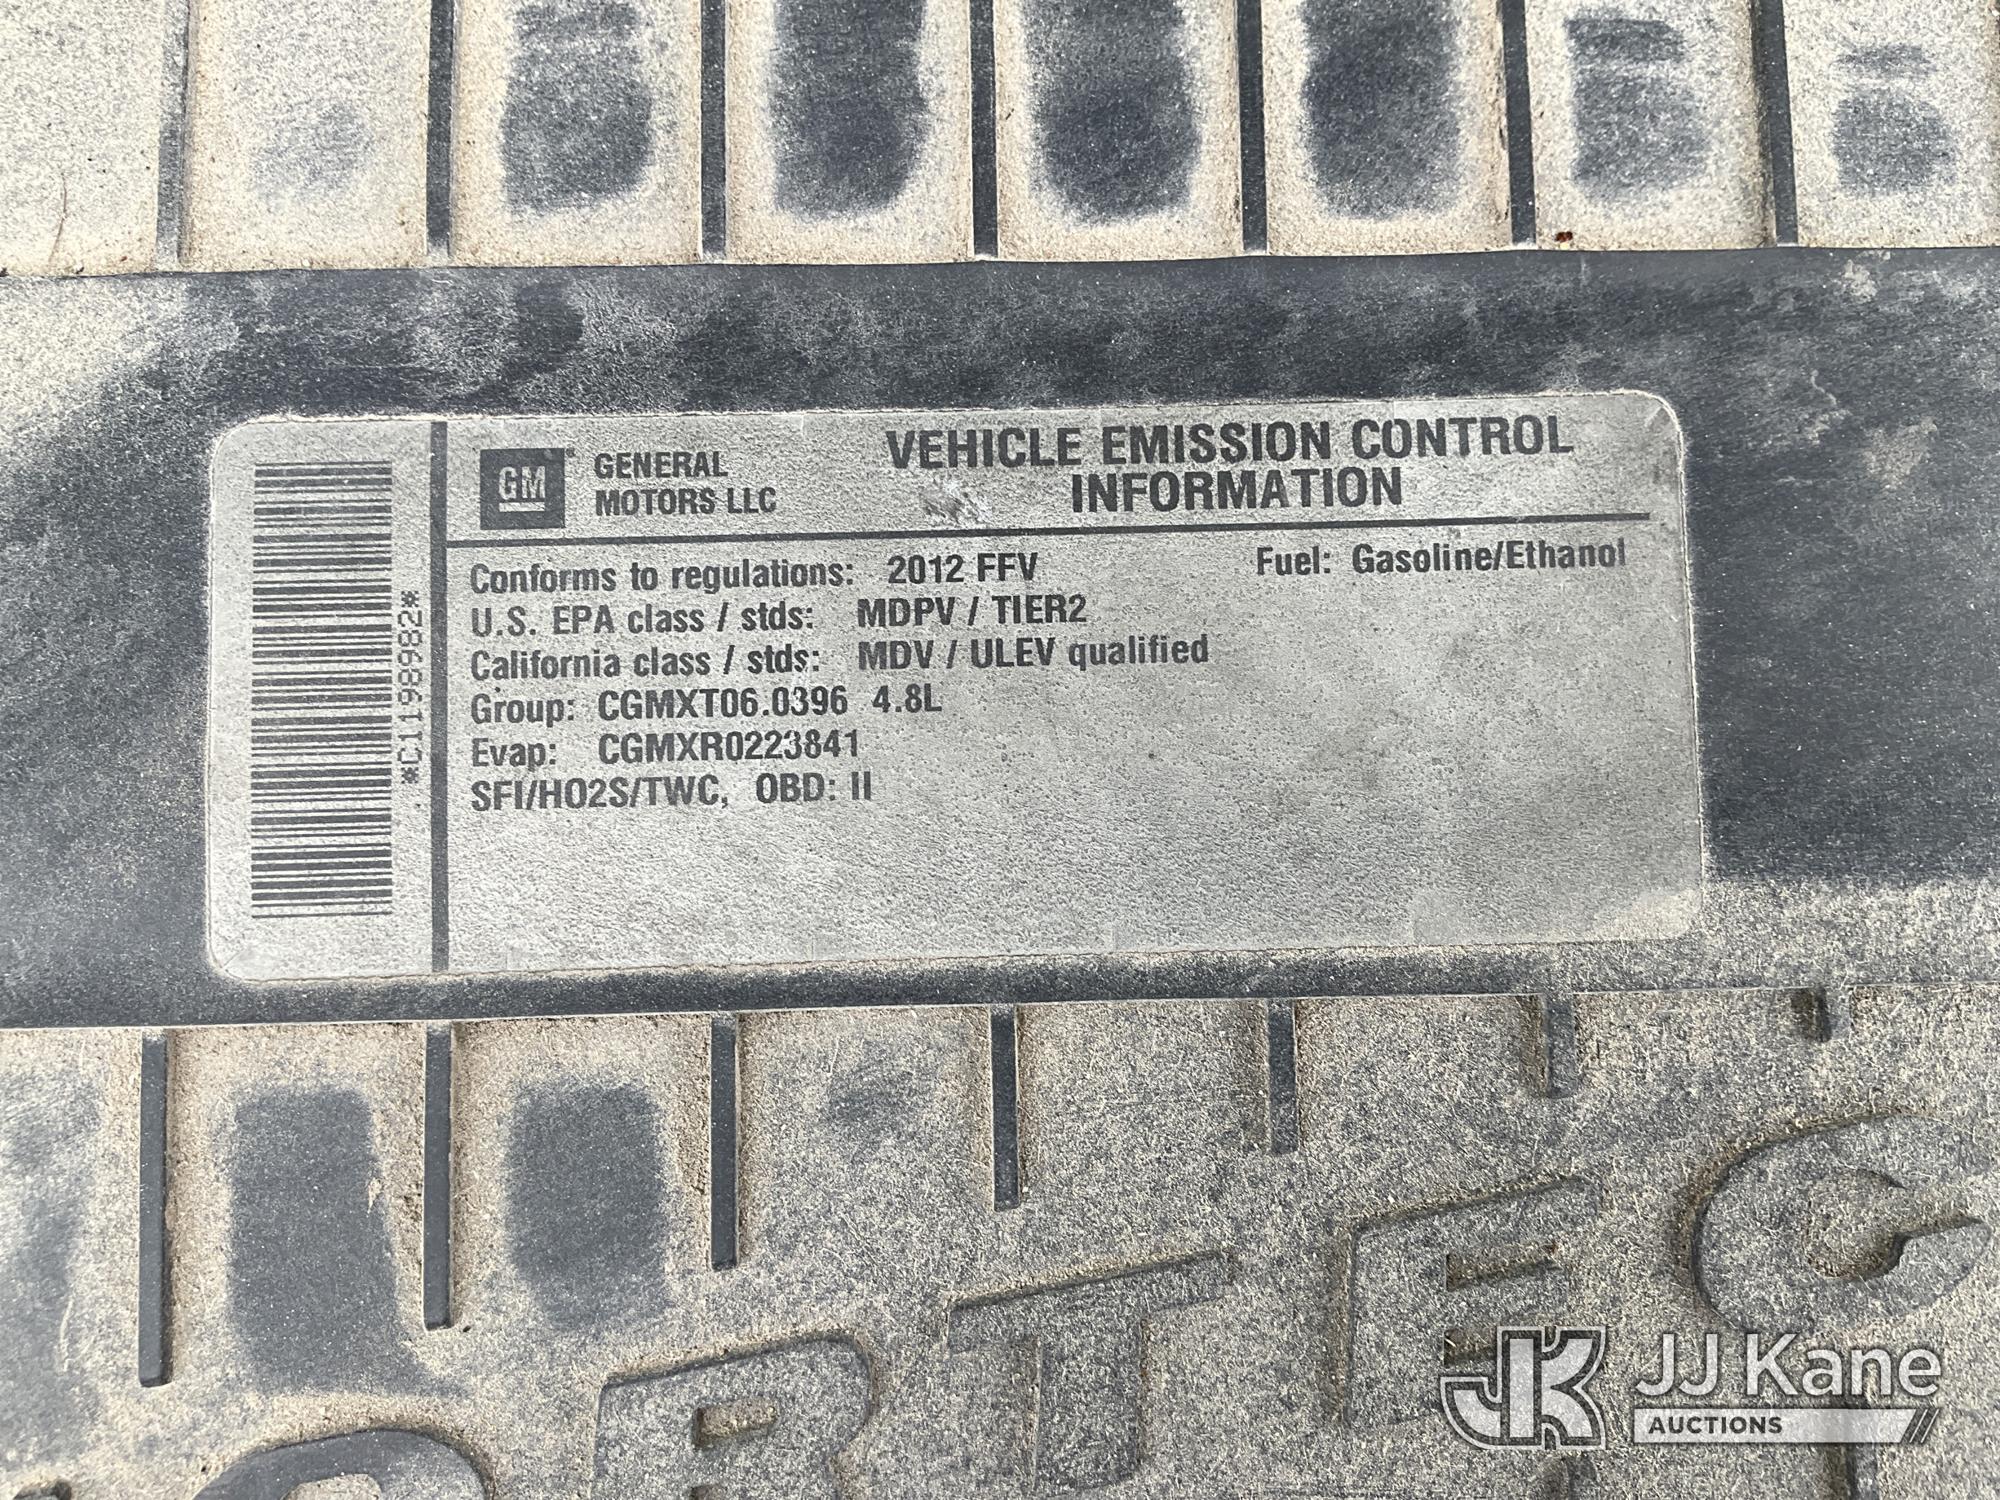 GM
GENERAL
MOTORS LLC
VEHICLE EMISSION CONTROL
INFORMATION
Conforms to regulations: 2012 FFV Fuel: Gasoline/Ethanol
U.S. EPA class / stds: MDPV / TIER2
California class / stds: MDV / ULEV qualified
Group: CGMXT06.0396 4.8L
Evap: CGMXR0223841
SFI/HO2S/TWC, OBD: II
*C1198982*
ORTEC
JK JJ Kane
AUCTIONS